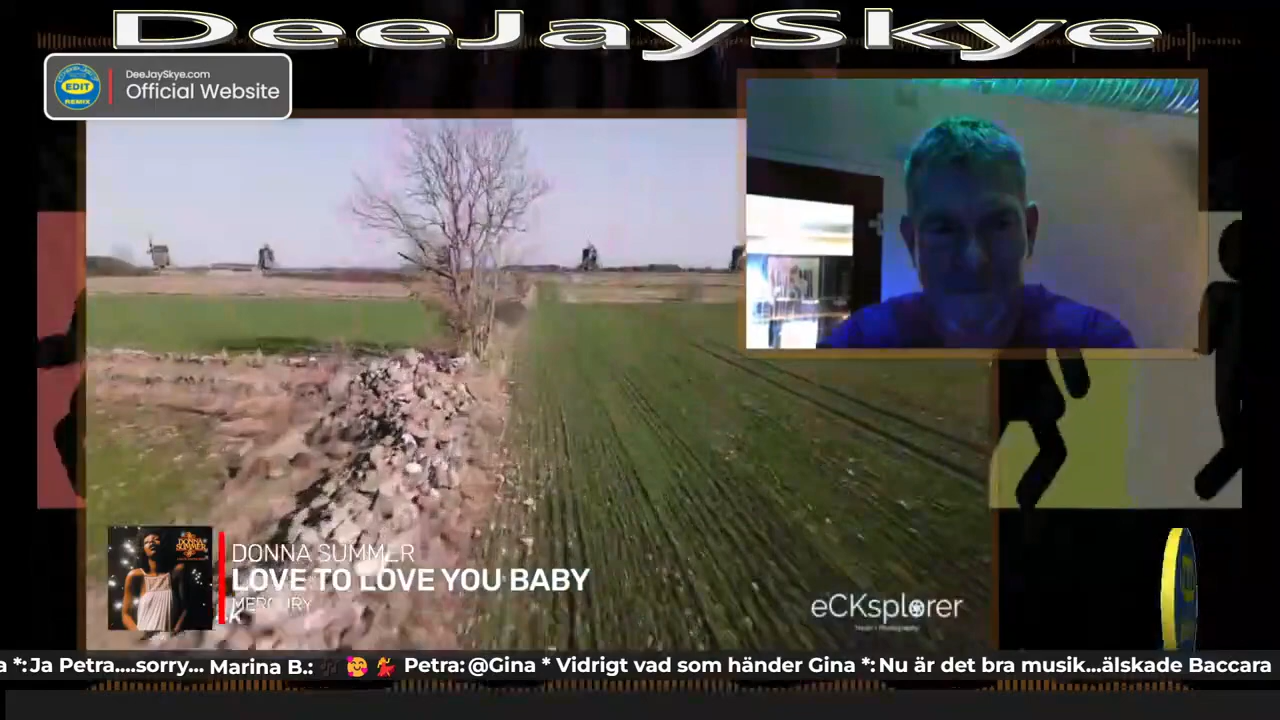 DeeJaySkye
DeeJaySkye.com
Official Website
EDIT
REMIX
DONNA SUMMER
LOVE TO LOVE YOU BABY
MERCURY
k
eCKsplorer
a *: Ja Petra....sorry... Marina B.: 🎶 🥰 💃 Petra: @Gina * Vidrigt vad som händer Gina *: Nu är det bra musik...älskade Baccara